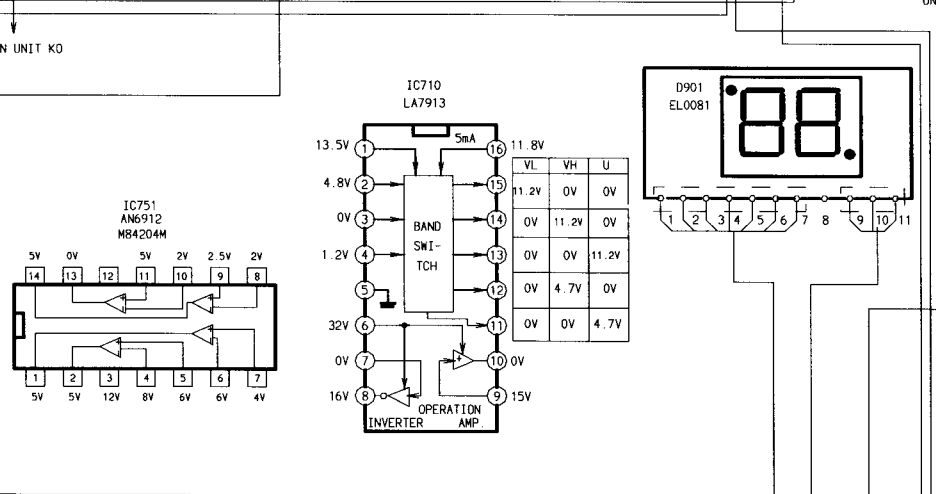 N UNIT KO
IC751
AN6912
M84204M
5V 0V 5V 2V 2.5V 2V
14 13 12 11 10 9 8
1 2 3 4 5 6 7
5V 5V 12V 8V 6V 6V 4V
IC710
LA7913
13.5V 1 5mA 16 11.8V
4.8V 2 15
0V 3 14
1.2V 4 13
5 12
32V 6 11
0V 7 10 0V
16V 8 9 15V
BAND
SWI-
TCH
OPERATION
INVERTER AMP.
VL VH U
11.2V 0V 0V
0V 11.2V 0V
0V 0V 11.2V
0V 4.7V 0V
0V 0V 4.7V
D901
EL0081
88
1 2 3 4 5 6 7 8 9 10 11